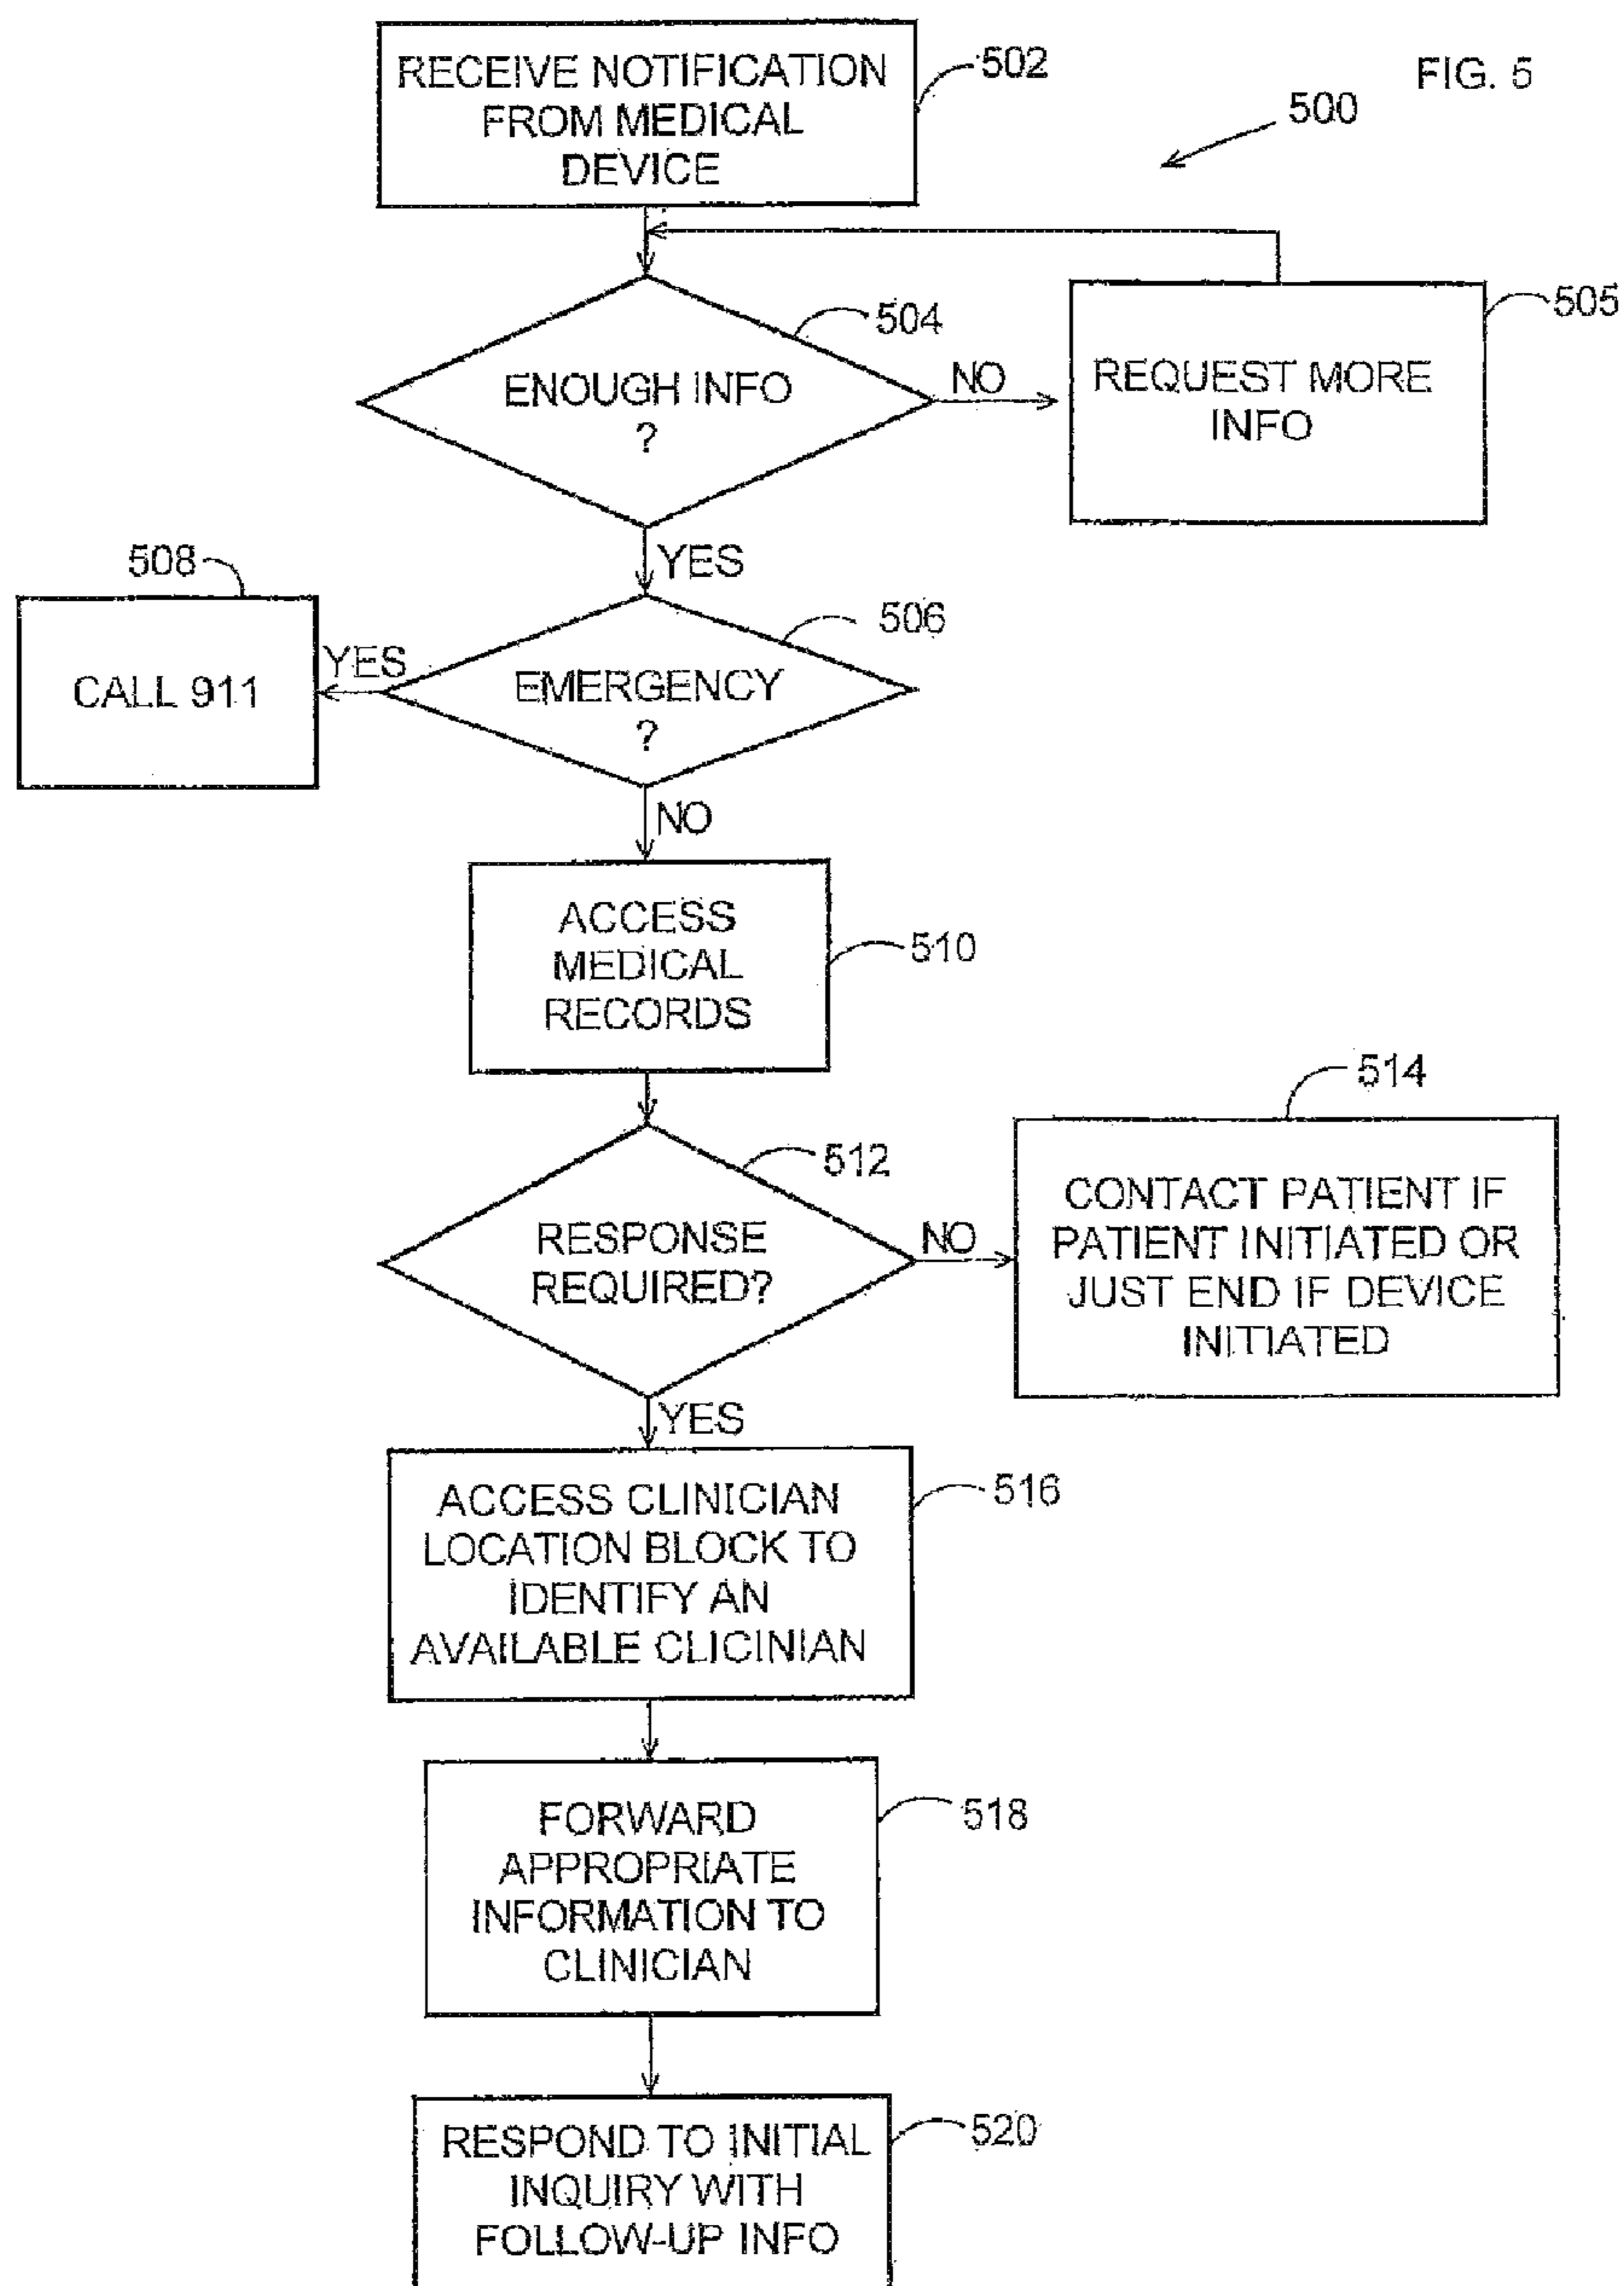 FIG. 5
500
RECEIVE NOTIFICATION
FROM MEDICAL
DEVICE
502
ENOUGH INFO
?
504
NO
REQUEST MORE
INFO
505
YES
EMERGENCY
?
506
YES
CALL 911
508
NO
ACCESS
MEDICAL
RECORDS
510
RESPONSE
REQUIRED?
512
NO
CONTACT PATIENT IF
PATIENT INITIATED OR
JUST END IF DEVICE
INITIATED
514
YES
ACCESS CLINICIAN
LOCATION BLOCK TO
IDENTIFY AN
AVAILABLE CLICINIAN
516
FORWARD
APPROPRIATE
INFORMATION TO
CLINICIAN
518
RESPOND TO INITIAL
INQUIRY WITH
FOLLOW-UP INFO
520